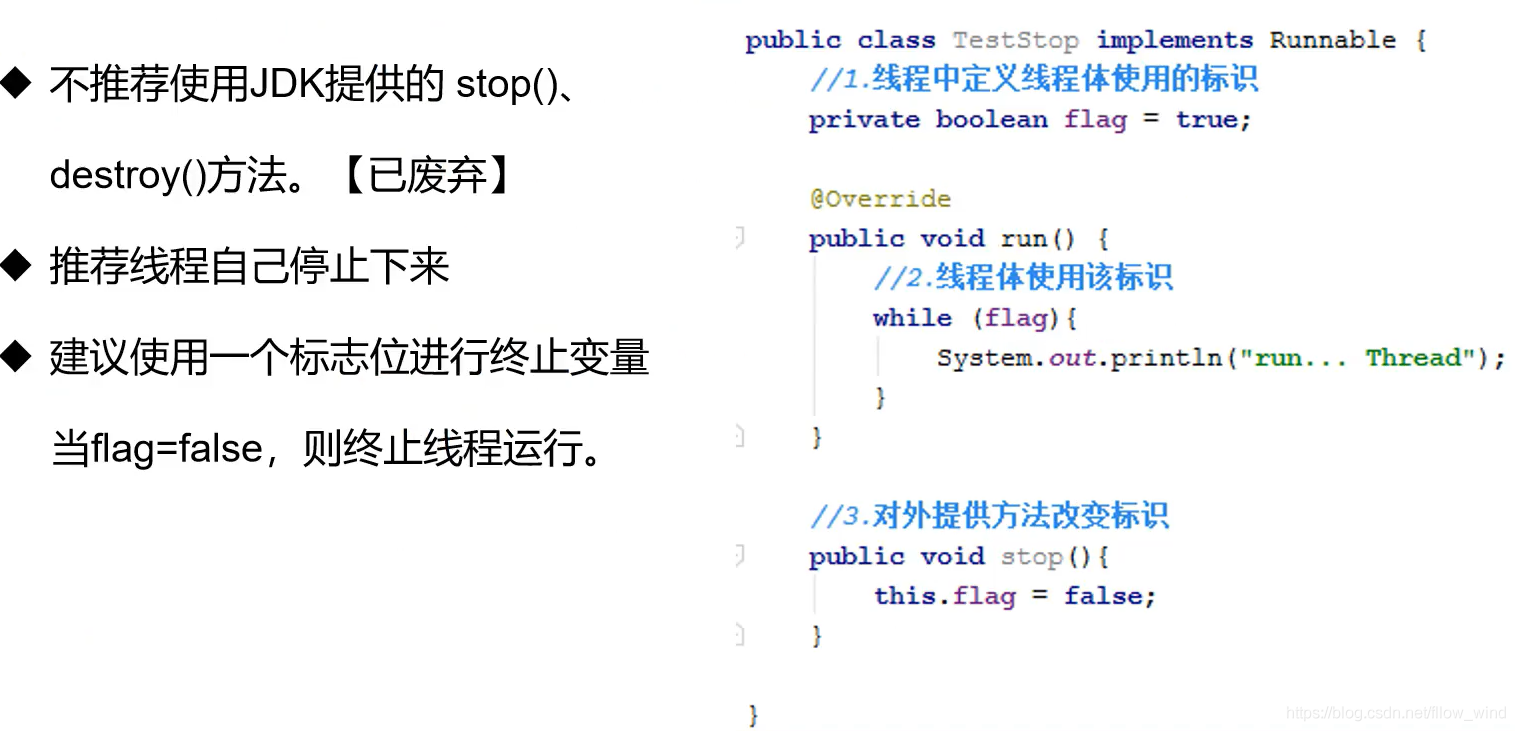 ◆ 不推荐使用JDK提供的 stop()、
destroy()方法。【已废弃】
◆ 推荐线程自己停止下来
◆ 建议使用一个标志位进行终止变量
当flag=false，则终止线程运行。
public class TestStop implements Runnable {
//1.线程中定义线程体使用的标识
private boolean flag = true;
@Override
public void run() {
//2.线程体使用该标识
while (flag){
System.out.println("run... Thread");
}
}
//3.对外提供方法改变标识
public void stop(){
this.flag = false;
}
}
https://blog.csdn.net/fllow_wind